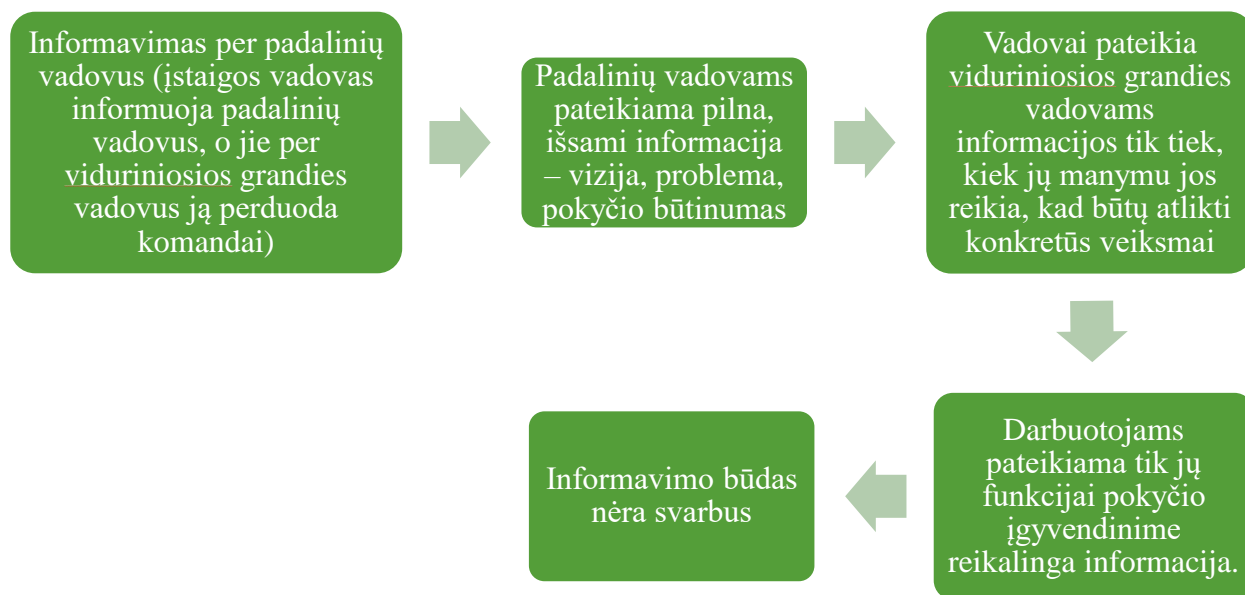 Informavimas per padalinių
vadovus (įstaigos vadovas
informuoja padalinių
vadovus, o jie per
viduriniosios grandies
vadovus ją perduoda
komandai)
Padalinių vadovams
pateikiama pilna,
išsami informacija
– vizija, problema,
pokyčio būtinumas
Vadovai pateikia
viduriniosios grandies
vadovams
informacijos tik tiek,
kiek jų manymu jos
reikia, kad būtų atlikti
konkretūs veiksmai
Darbuotojams
pateikiama tik jų
funkcijai pokyčio
įgyvendinime
reikalinga informacija.
Informavimo būdas
nėra svarbus